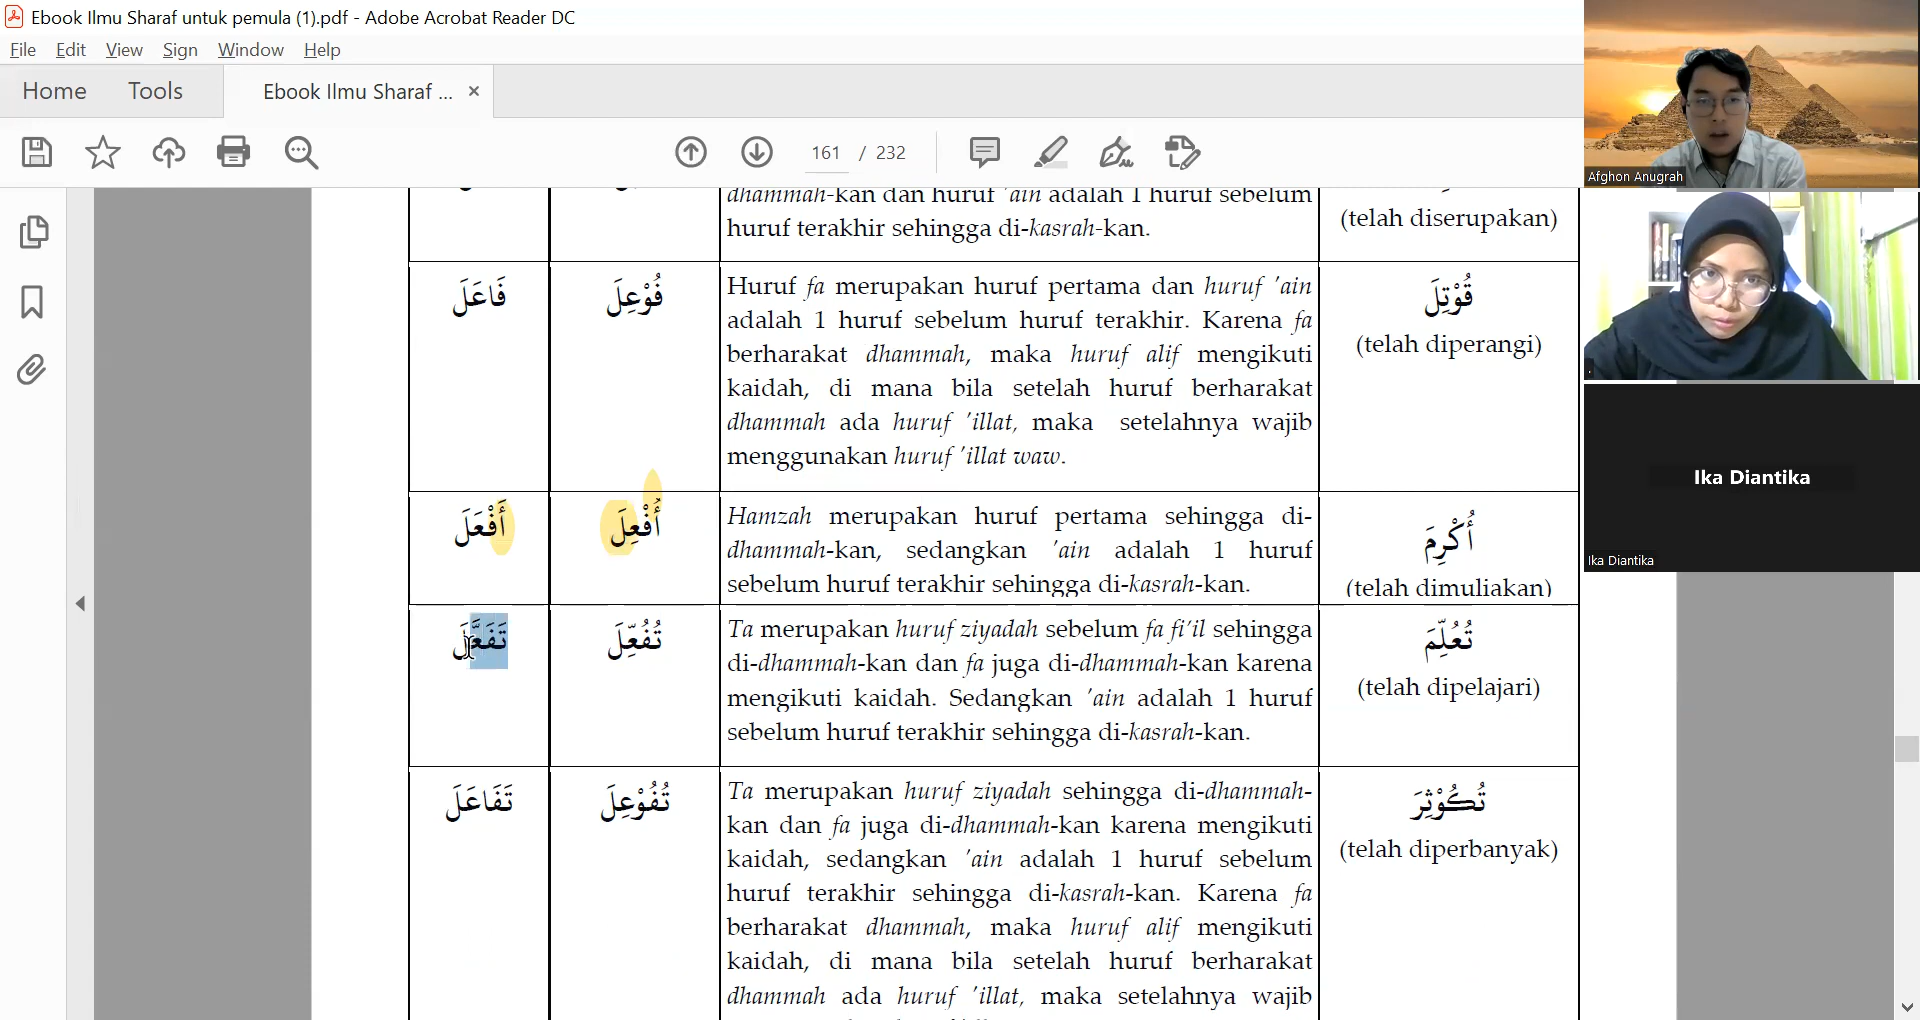 Ebook Ilmu Sharaf untuk pemula (1).pdf - Adobe Acrobat Reader DC
File Edit View Sign Window Help
Home Tools Ebook Ilmu Sharaf ... ×
161 / 232
dhammah-kan dan huruf 'ain adalah 1 huruf sebelum
huruf terakhir sehingga di-kasrah-kan.
(telah diserupakan)
فَاعَلَ
فُوْعِلَ
Huruf fa merupakan huruf pertama dan huruf 'ain
adalah 1 huruf sebelum huruf terakhir. Karena fa
berharakat dhammah, maka huruf alif mengikuti
kaidah, di mana bila setelah huruf berharakat
dhammah ada huruf 'illat, maka setelahnya wajib
menggunakan huruf 'illat waw.
قُوْتِلَ
(telah diperangi)
أَفْعَلَ
أُفْعِلَ
Hamzah merupakan huruf pertama sehingga di-
dhammah-kan, sedangkan 'ain adalah 1 huruf
sebelum huruf terakhir sehingga di-kasrah-kan.
أُكْرِمَ
(telah dimuliakan)
تَفَعَّلَ
تُفُعِّلَ
Ta merupakan huruf ziyadah sebelum fa fi'il sehingga
di-dhammah-kan dan fa juga di-dhammah-kan karena
mengikuti kaidah. Sedangkan 'ain adalah 1 huruf
sebelum huruf terakhir sehingga di-kasrah-kan.
تُعُلِّمَ
(telah dipelajari)
تَفَاعَلَ
تُفُوْعِلَ
Ta merupakan huruf ziyadah sehingga di-dhammah-
kan dan fa juga di-dhammah-kan karena mengikuti
kaidah, sedangkan 'ain adalah 1 huruf sebelum
huruf terakhir sehingga di-kasrah-kan. Karena fa
berharakat dhammah, maka huruf alif mengikuti
kaidah, di mana bila setelah huruf berharakat
dhammah ada huruf 'illat, maka setelahnya wajib
تُكُوْثِرَ
(telah diperbanyak)
Afghon Anugrah
Ika Diantika
Ika Diantika